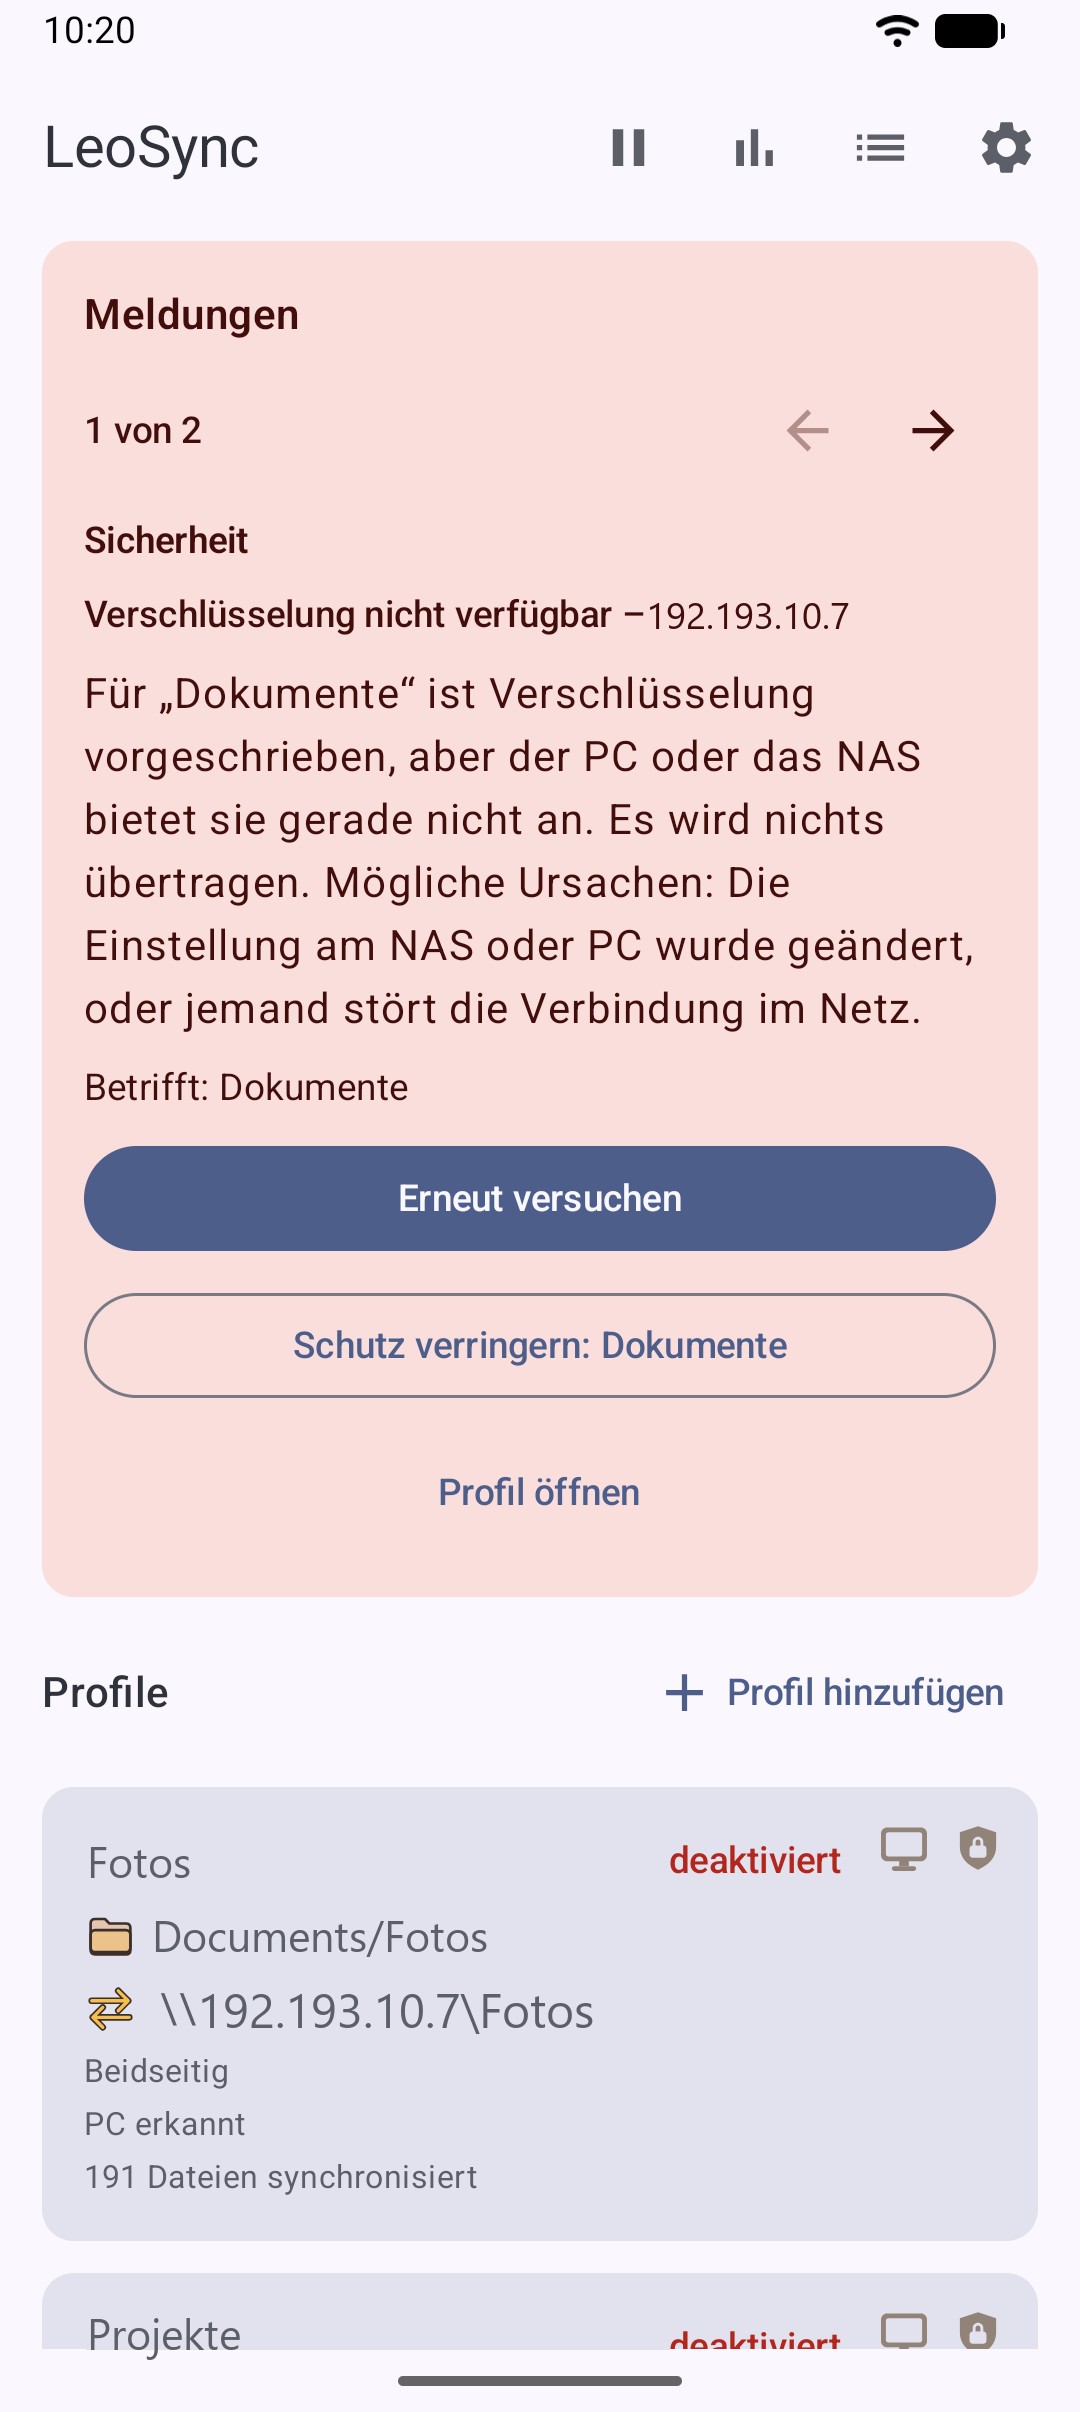 10:20
LeoSync
Meldungen
1 von 2
Sicherheit
Verschlüsselung nicht verfügbar –192.193.10.7
Für „Dokumente“ ist Verschlüsselung
vorgeschrieben, aber der PC oder das NAS
bietet sie gerade nicht an. Es wird nichts
übertragen. Mögliche Ursachen: Die
Einstellung am NAS oder PC wurde geändert,
oder jemand stört die Verbindung im Netz.
Betrifft: Dokumente
Erneut versuchen
Schutz verringern: Dokumente
Profil öffnen
Profile
Profil hinzufügen
Fotos
deaktiviert
Documents/Fotos
\\192.193.10.7\Fotos
Beidseitig
PC erkannt
191 Dateien synchronisiert
Projekte
deaktiviert